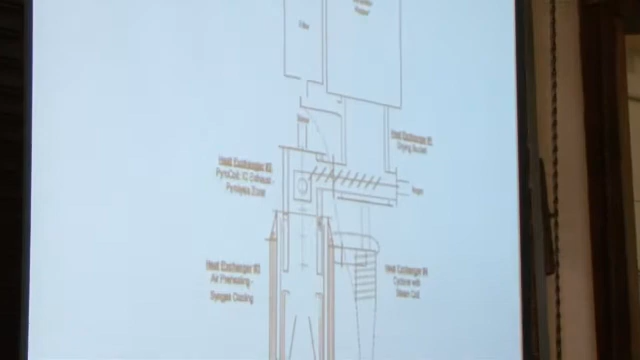 Heat Exchanger #1
Drying Bucket
Heat Exchanger #2
PyroCoil: IC Exhaust -
Pyrolysis Zone
Heat Exchanger #3
Air Preheating -
Syngas Cooling
Heat Exchanger #4
Cyclone with
Steam Coil